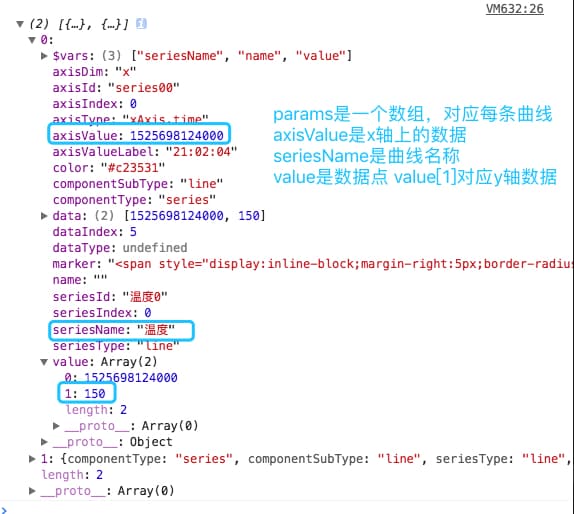 VM632:26
(2) [{…}, {…}] i
0:
$vars: (3) ["seriesName", "name", "value"]
axisDim: "x"
axisId: "series00"
axisIndex: 0
axisType: "xAxis.time"
axisValue: 1525698124000
axisValueLabel: "21:02:04"
color: "#c23531"
componentSubType: "line"
componentType: "series"
params是一个数组，对应每条曲线
axisValue是x轴上的数据
seriesName是曲线名称
value是数据点 value[1]对应y轴数据
data: (2) [1525698124000, 150]
dataIndex: 5
dataType: undefined
marker: "<span style="display:inline-block;margin-right:5px;border-radius
name: ""
seriesId: "温度0"
seriesIndex: 0
seriesName: "温度"
seriesType: "line"
value: Array(2)
0: 1525698124000
1: 150
length: 2
__proto__: Array(0)
__proto__: Object
1: {componentType: "series", componentSubType: "line", seriesType: "line",
length: 2
__proto__: Array(0)